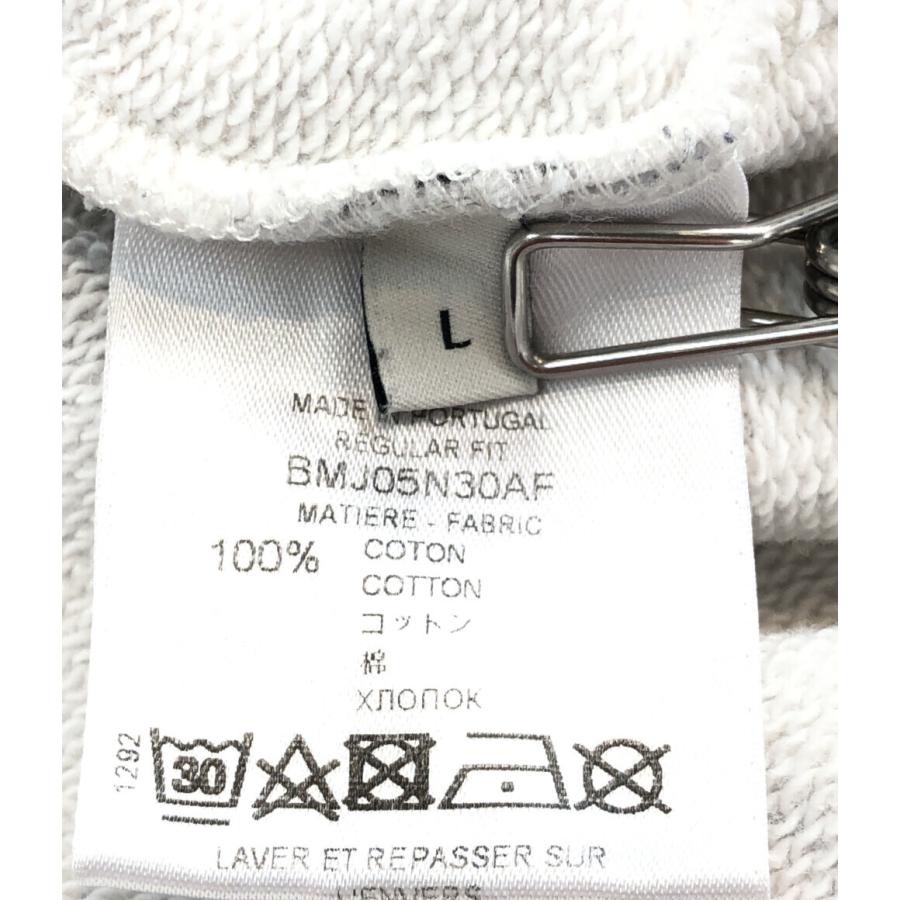 L
MADE IN PORTUGAL
REGULAR FIT
BMJ05N30AF
MATIERE - FABRIC
100% COTON
COTTON
コットン
棉
ХЛОПОК
1292
30
LAVER ET REPASSER SUR
L'ENVERS